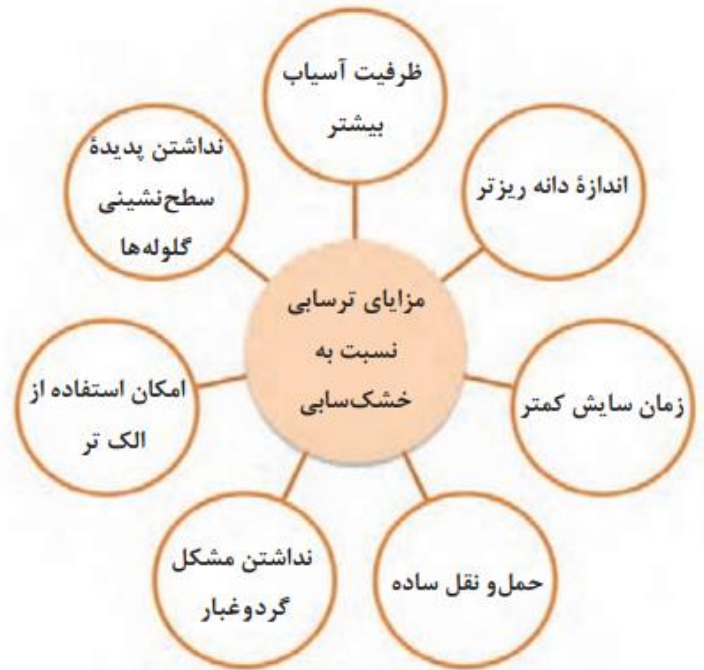 مزایای ترسابی
نسبت به
خشک‌سابی
ظرفیت آسیاب
بیشتر
اندازهٔ دانه ریزتر
زمان سایش کمتر
حمل‌و نقل ساده
نداشتن مشکل
گردوغبار
امکان استفاده از
الک تر
نداشتن پدیدهٔ
سطح‌نشینی
گلوله‌ها